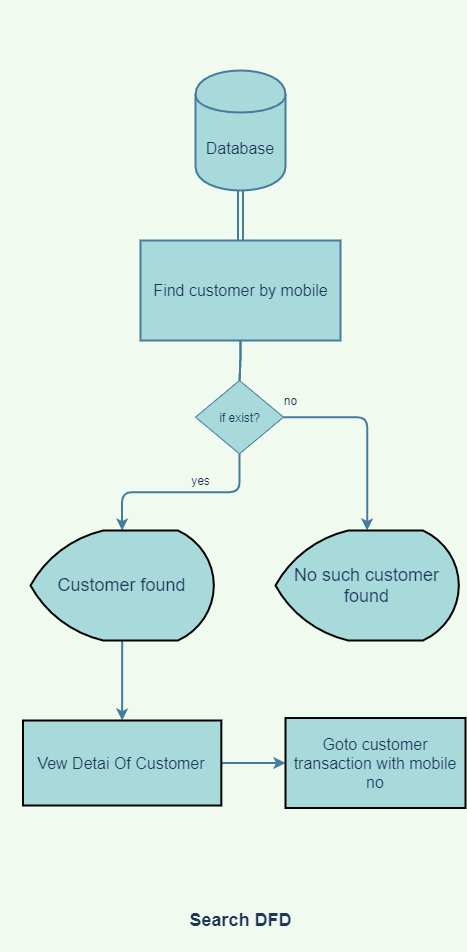 Database
Find customer by mobile
if exist?
no
yes
Customer found
No such customer
found
Vew Detai Of Customer
Goto customer
transaction with mobile
no
Search DFD